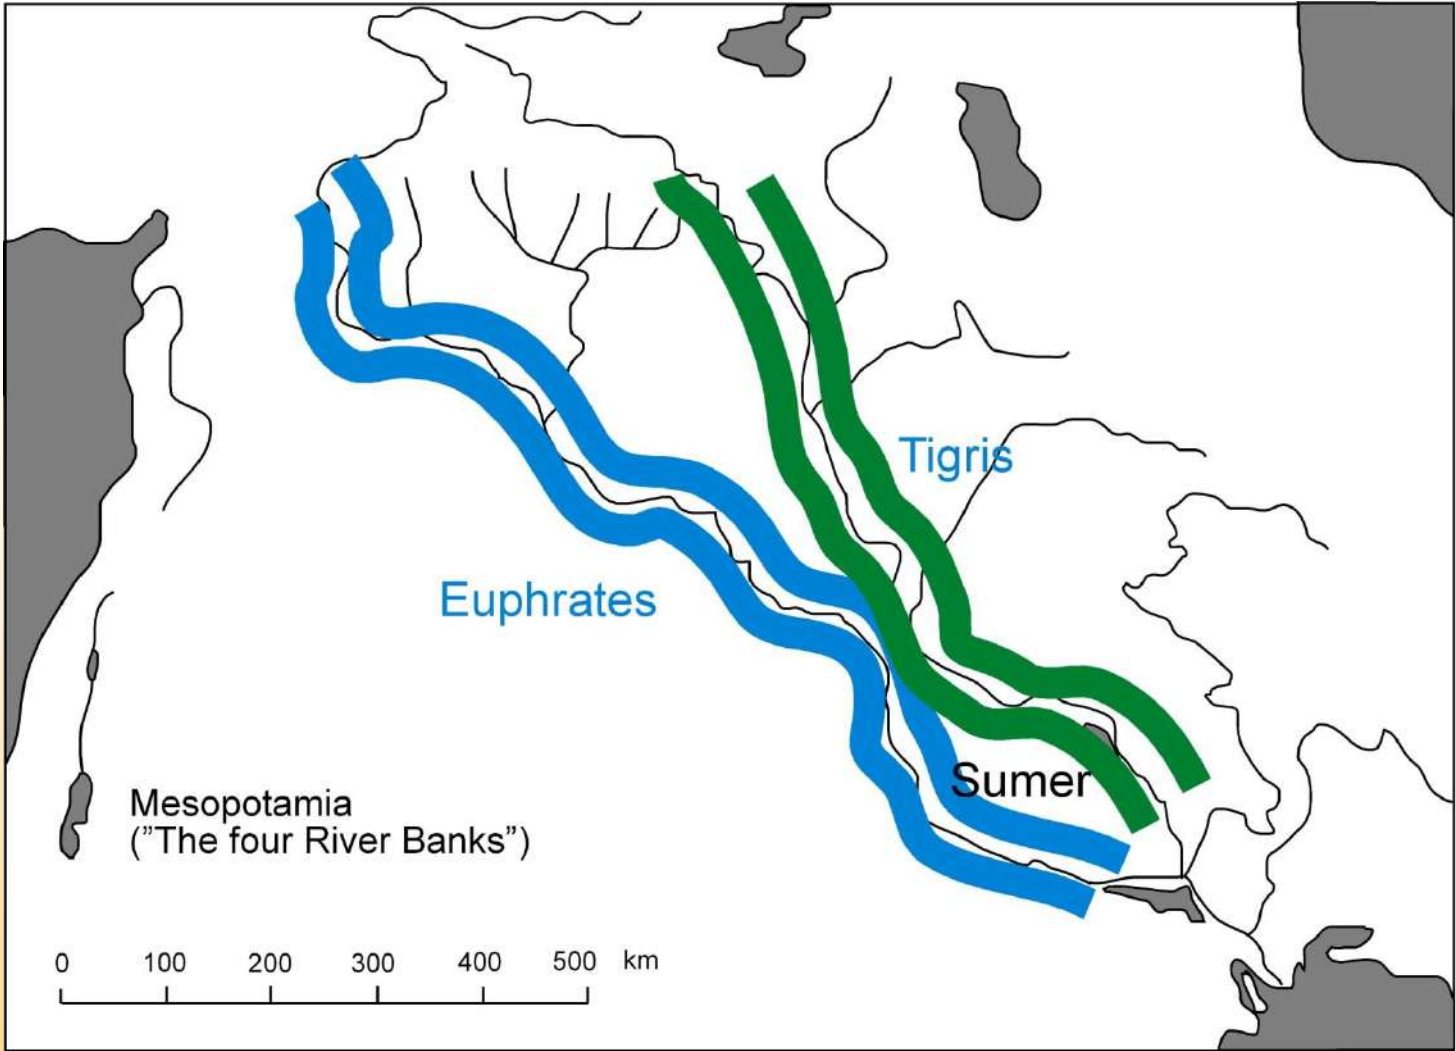 Tigris
Euphrates
Sumer
Mesopotamia
(”The four River Banks”)
0 100 200 300 400 500 km